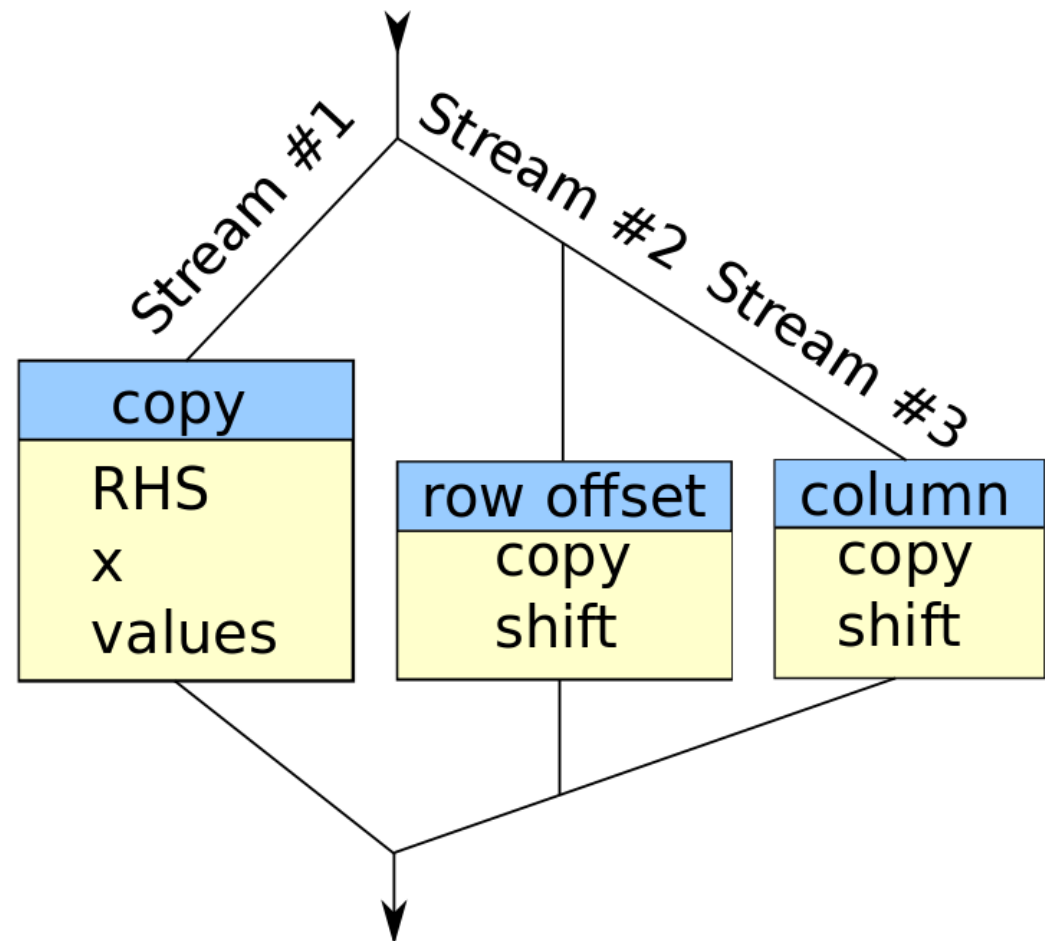 Stream #1
Stream #2
Stream #3
copy
RHS
x
values
row offset
copy
shift
column
copy
shift